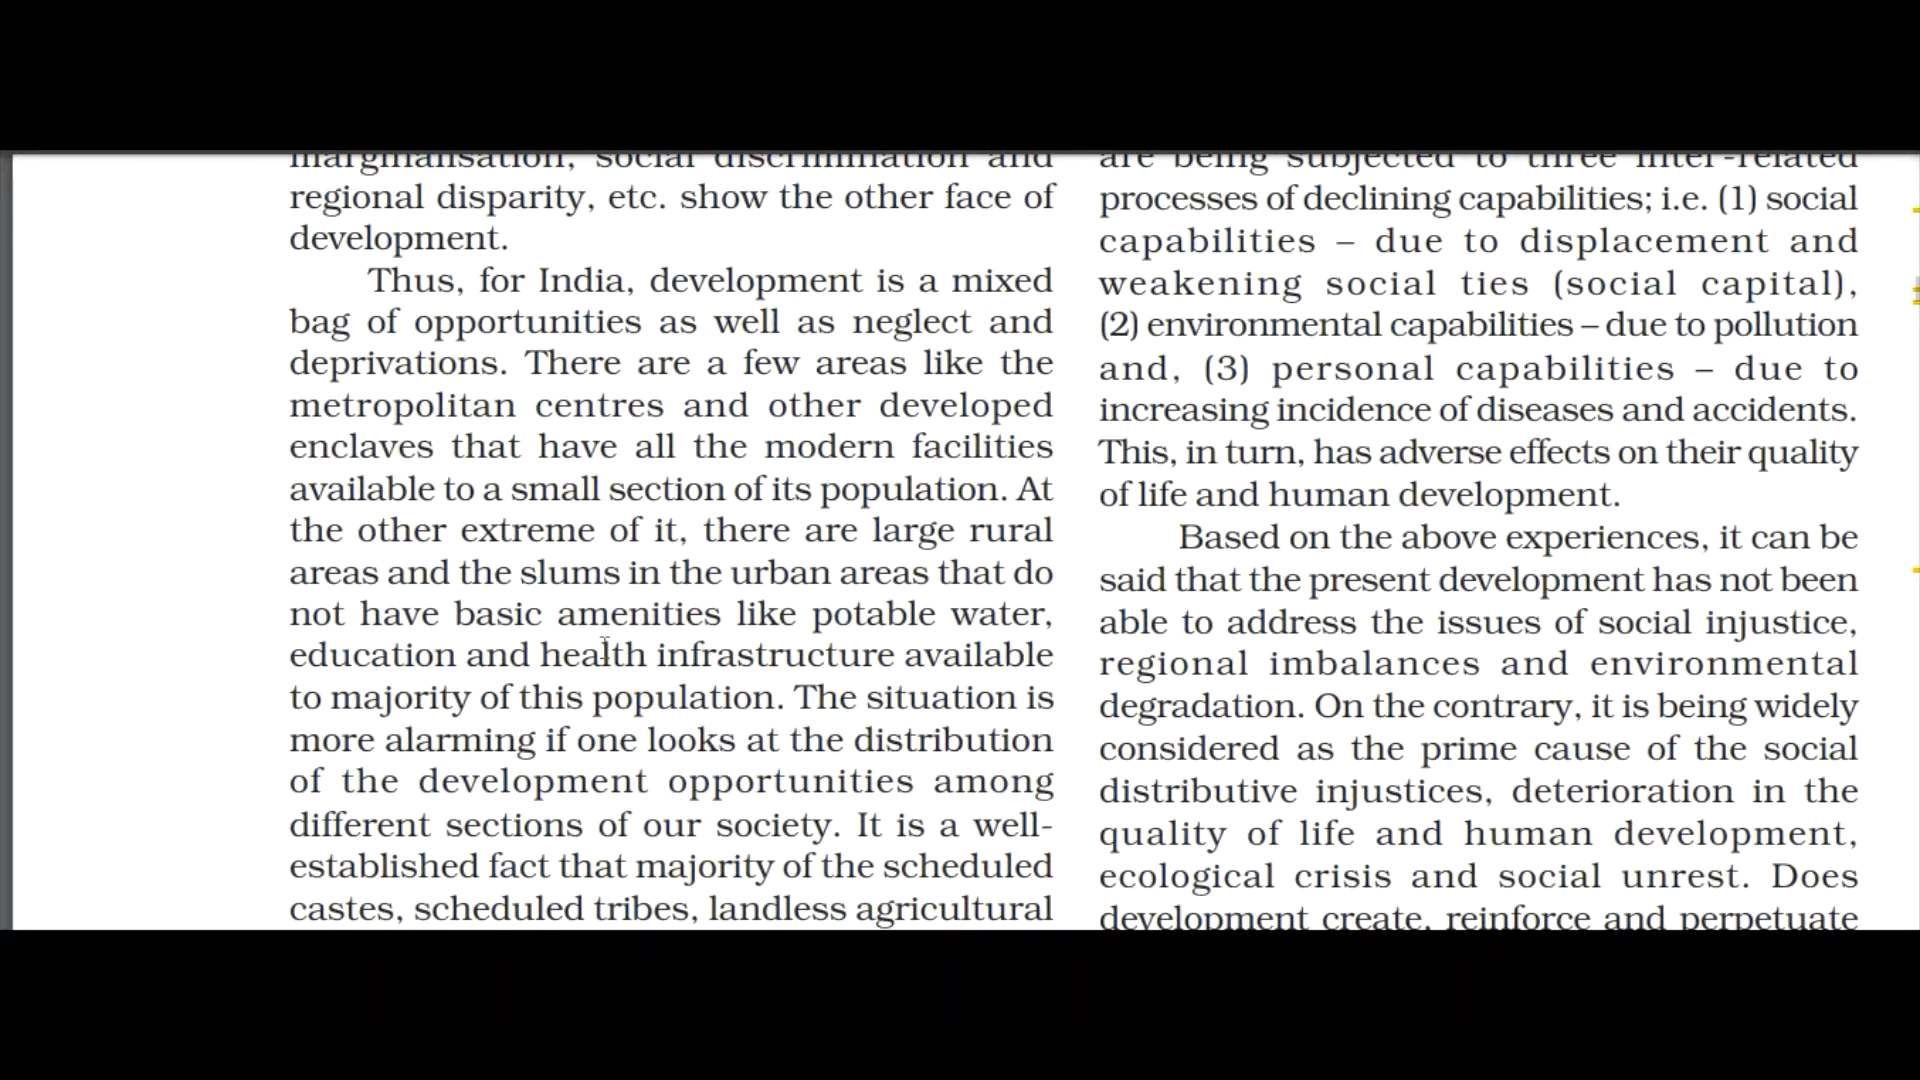 marginalisation, social discrimination and
regional disparity, etc. show the other face of
development.
Thus, for India, development is a mixed
bag of opportunities as well as neglect and
deprivations. There are a few areas like the
metropolitan centres and other developed
enclaves that have all the modern facilities
available to a small section of its population. At
the other extreme of it, there are large rural
areas and the slums in the urban areas that do
not have basic amenities like potable water,
education and health infrastructure available
to majority of this population. The situation is
more alarming if one looks at the distribution
of the development opportunities among
different sections of our society. It is a well-
established fact that majority of the scheduled
castes, scheduled tribes, landless agricultural
are being subjected to three inter-related
processes of declining capabilities; i.e. (1) social
capabilities – due to displacement and
weakening social ties (social capital),
(2) environmental capabilities – due to pollution
and, (3) personal capabilities – due to
increasing incidence of diseases and accidents.
This, in turn, has adverse effects on their quality
of life and human development.
Based on the above experiences, it can be
said that the present development has not been
able to address the issues of social injustice,
regional imbalances and environmental
degradation. On the contrary, it is being widely
considered as the prime cause of the social
distributive injustices, deterioration in the
quality of life and human development,
ecological crisis and social unrest. Does
development create, reinforce and perpetuate